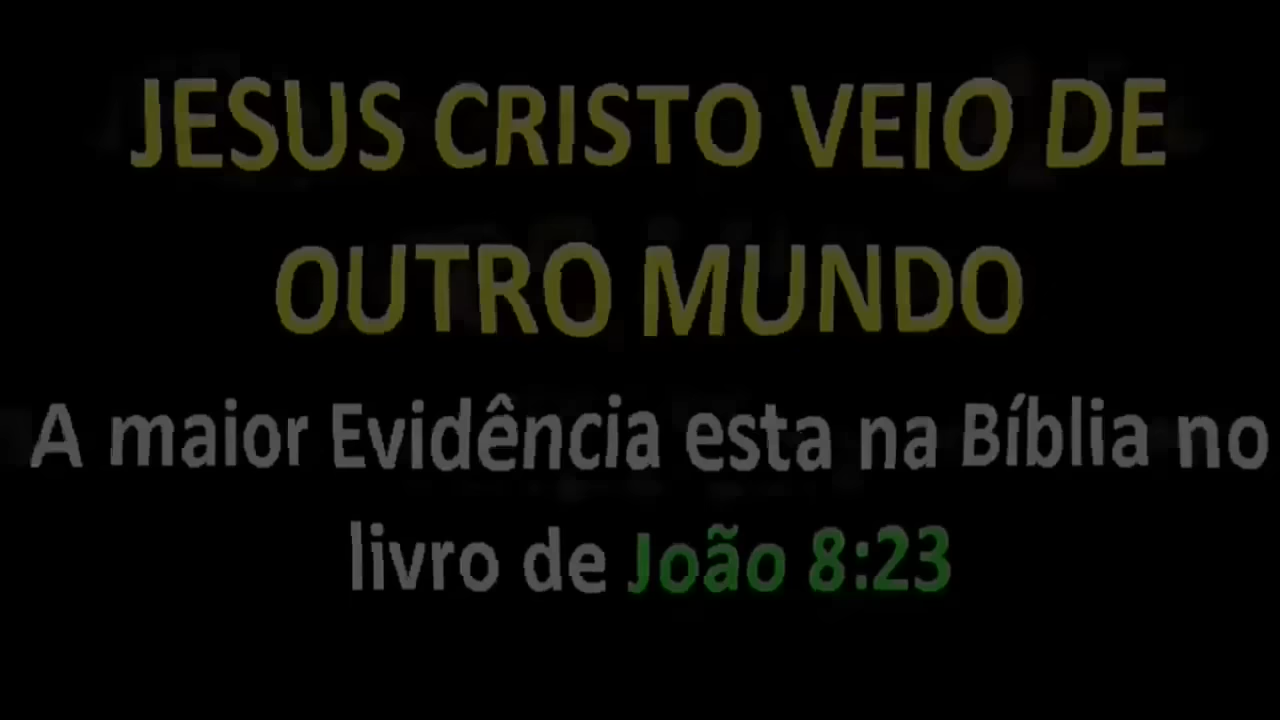 JESUS CRISTO VEIO DE
OUTRO MUNDO
A maior Evidência esta na Bíblia no
livro de João 8:23